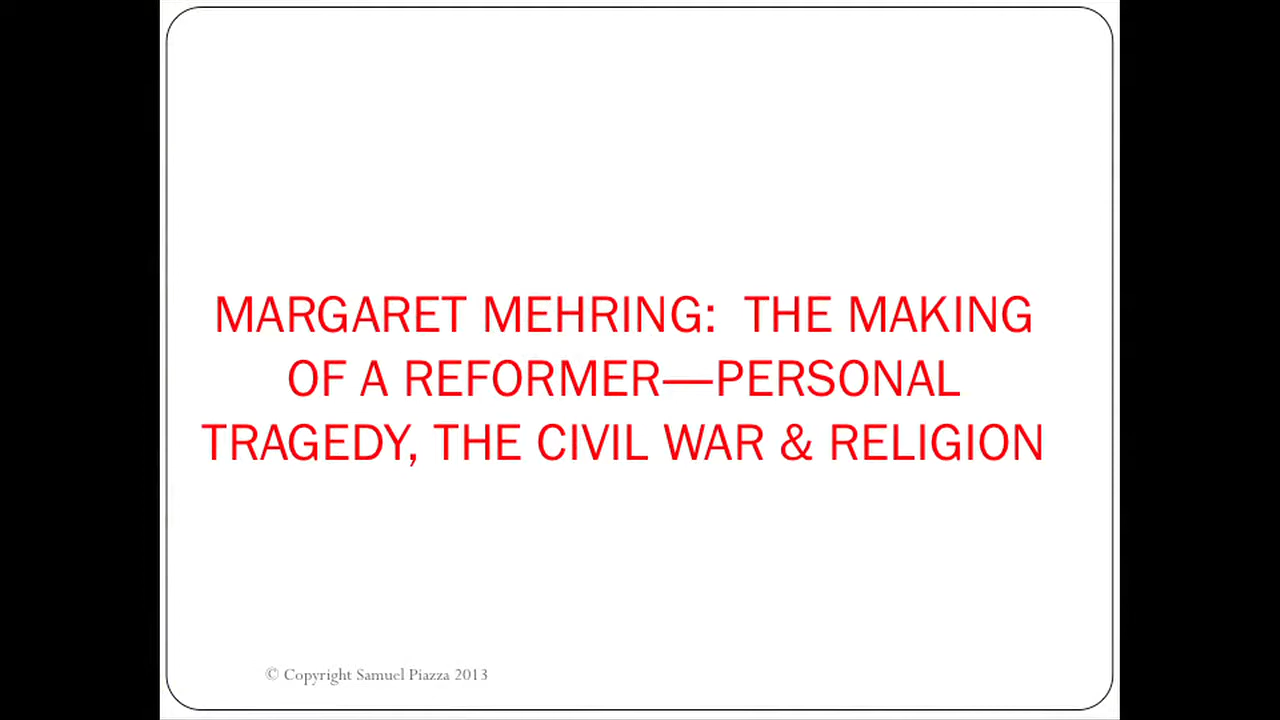 MARGARET MEHRING:  THE MAKING
OF A REFORMER—PERSONAL
TRAGEDY, THE CIVIL WAR & RELIGION
© Copyright Samuel Piazza 2013